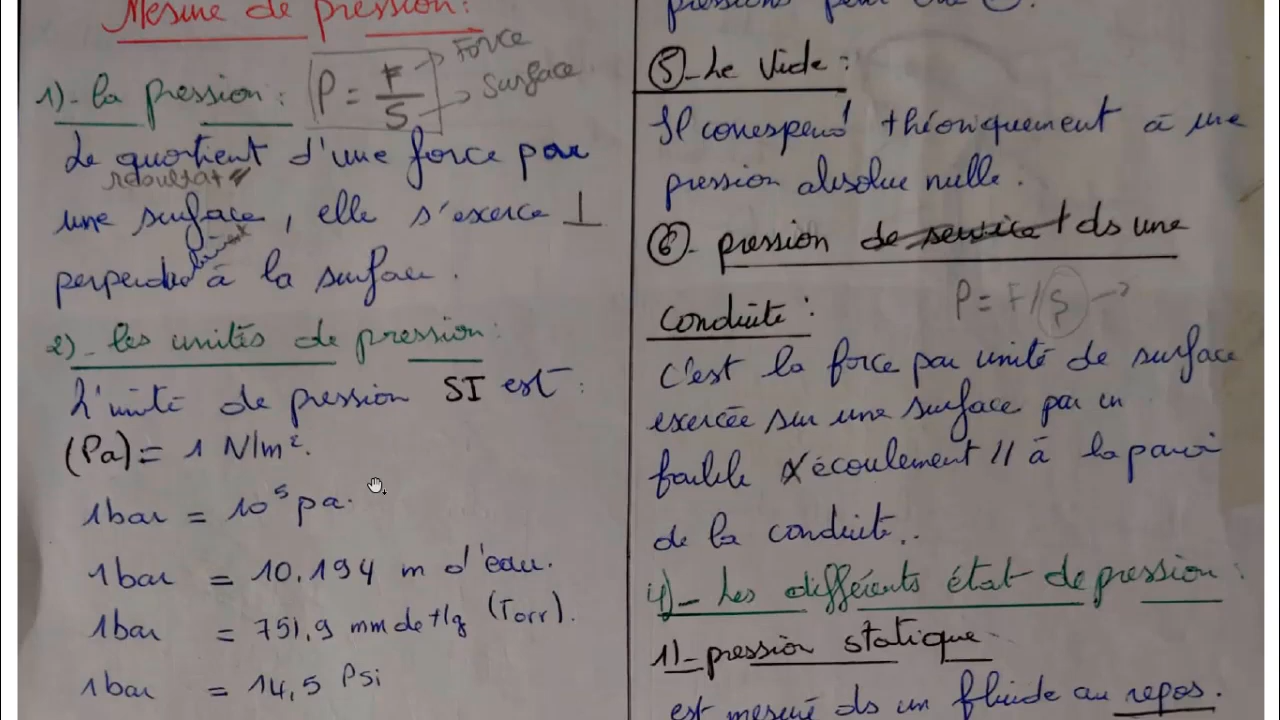 Mesure de pression:
1)- La pression: P = F/S → Force
→ Surface
Le quotient d'une force par
résultat
une surface, elle s'exerce ⊥
à la surface.
2)- Les unités de pression:
L'unité de pression SI est:
(Pa) = 1 N/m².
1bar = 10⁵ pa.
1bar = 10.194 m d'eau.
1bar = 751,9 mm de Hg (Torr).
1bar = 14,5 Psi
5 - Le Vide:
Il correspend théoriquement à une
pression absolue nulle.
6 - pression de service ds une
P = F/S →
Conduite:
C'est la force par unité de surface
exercée sur une surface par un
faible écoulement // à la paroi
de la conduite..
4)- Les différents état de pression:
1)- pression statique
est mesuré ds un fluide au repos.